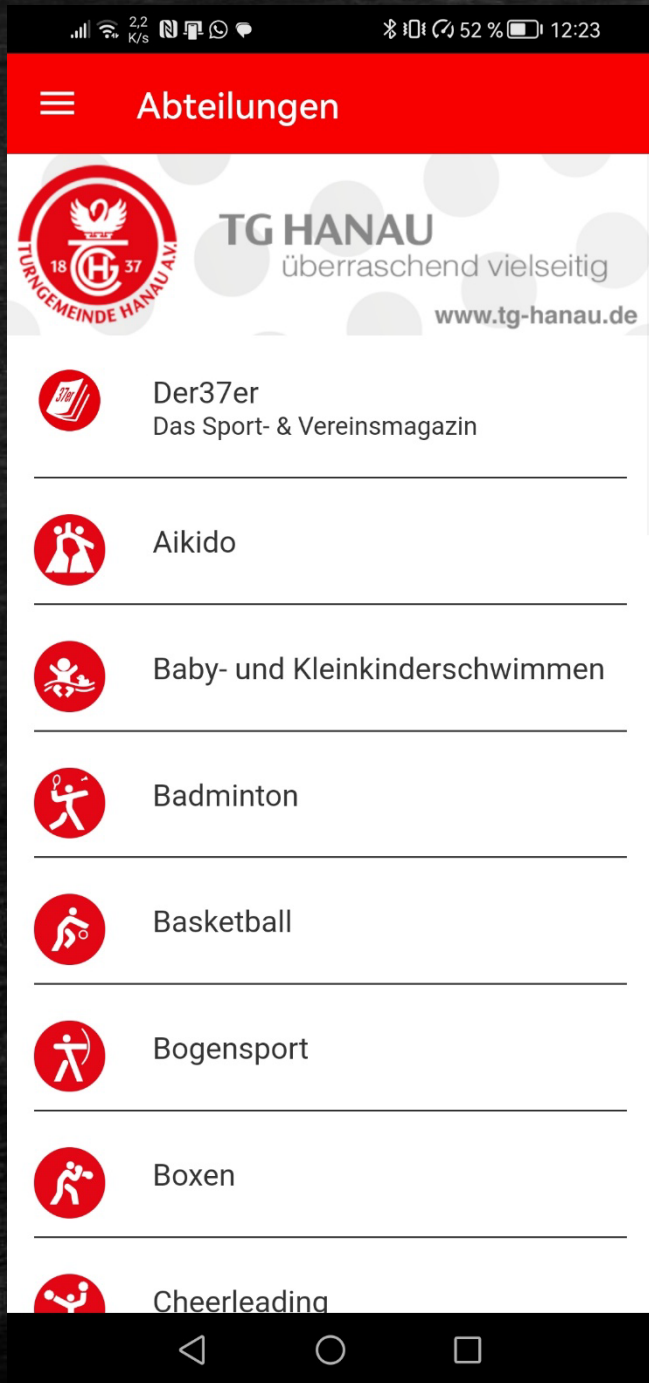 2,2
K/s
52 %
12:23
Abteilungen
TURNGEMEINDE HANAU A.V.
18 37
TG HANAU
überraschend vielseitig
www.tg-hanau.de
37er
Der37er
Das Sport- & Vereinsmagazin
Aikido
Baby- und Kleinkinderschwimmen
Badminton
Basketball
Bogensport
Boxen
Cheerleading